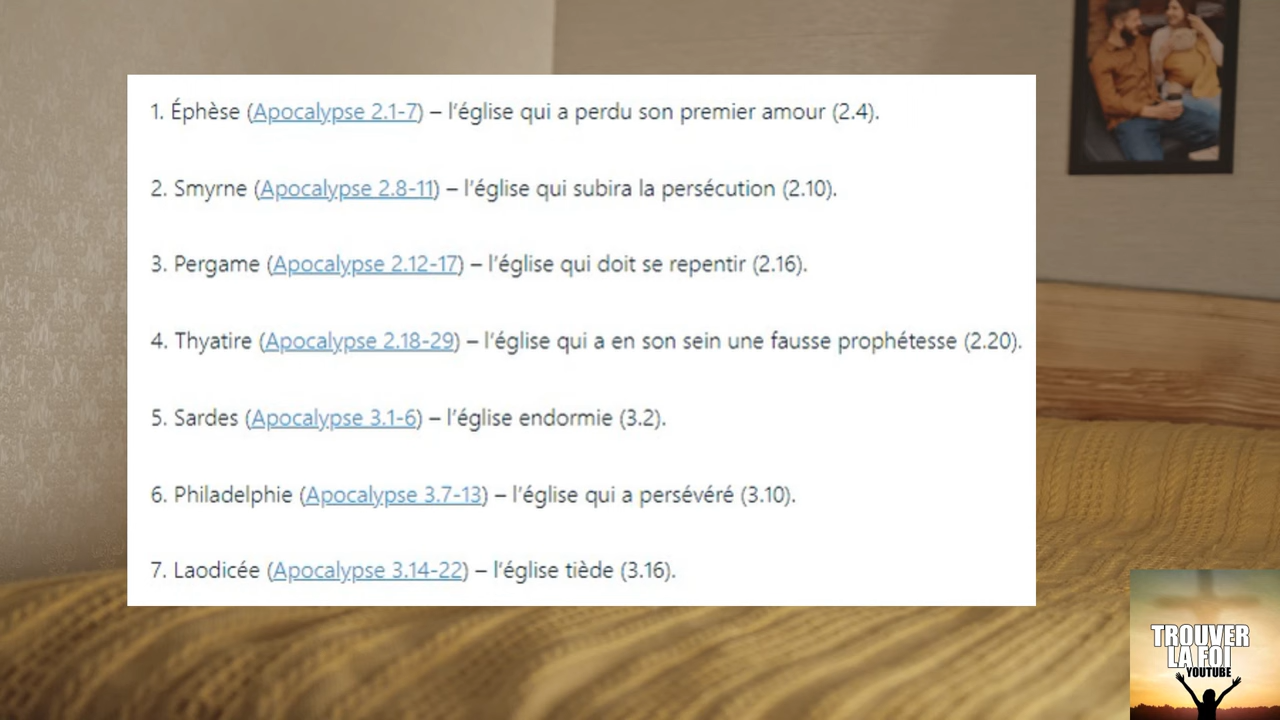 1. Éphèse (Apocalypse 2.1-7) – l'église qui a perdu son premier amour (2.4).
2. Smyrne (Apocalypse 2.8-11) – l'église qui subira la persécution (2.10).
3. Pergame (Apocalypse 2.12-17) – l'église qui doit se repentir (2.16).
4. Thyatire (Apocalypse 2.18-29) – l'église qui a en son sein une fausse prophétesse (2.20).
5. Sardes (Apocalypse 3.1-6) – l'église endormie (3.2).
6. Philadelphie (Apocalypse 3.7-13) – l'église qui a persévéré (3.10).
7. Laodicée (Apocalypse 3.14-22) – l'église tiède (3.16).
TROUVER
LA FOI
YOUTUBE